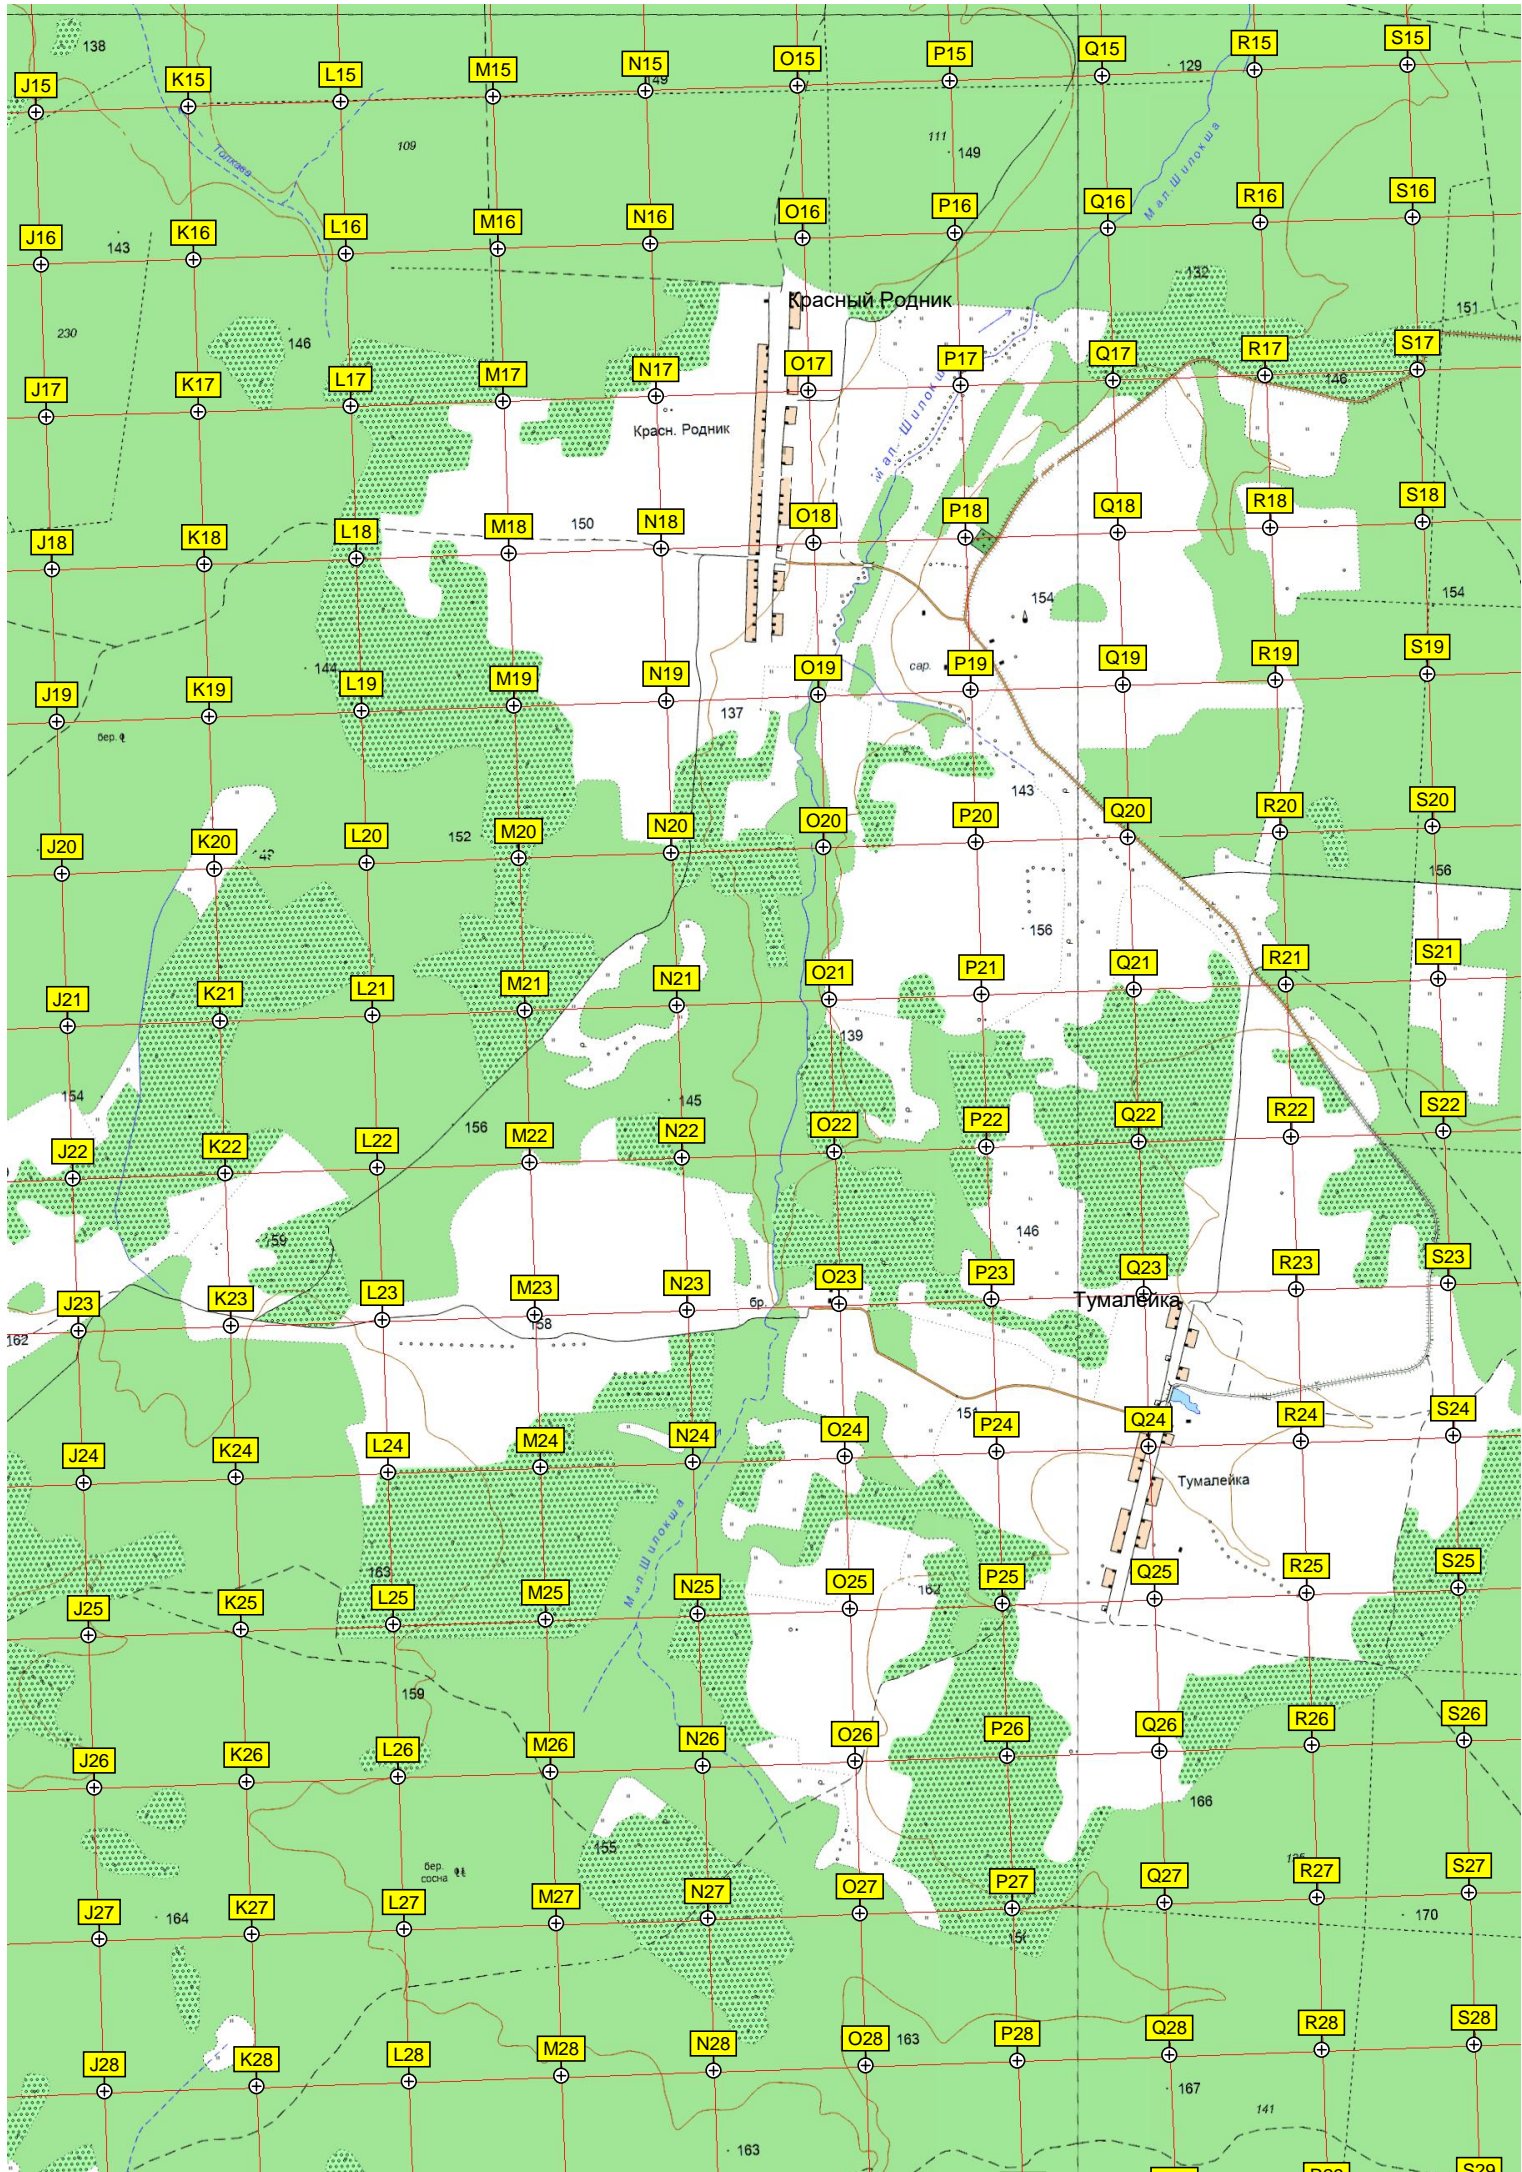 138
J15
K15
L15
M15
N15
149
O15
P15
Q15
129
R15
S15
109
111
149
Мал. Шилокша
J16
143
K16
L16
M16
N16
O16
P16
Q16
R16
S16
132
Красный Родник
151
230
146
J17
K17
L17
M17
N17
O17
P17
Q17
R17
146
S17
Красн. Родник
J18
K18
L18
M18
150
N18
O18
P18
Q18
R18
S18
154
154
J19
K19
144
L19
M19
N19
137
O19
сар.
P19
Q19
R19
S19
бер.
143
J20
K20
L20
152
M20
N20
O20
P20
Q20
R20
S20
156
156
J21
K21
L21
M21
N21
O21
P21
Q21
R21
S21
139
154
145
156
J22
K22
L22
M22
N22
O22
P22
Q22
R22
S22
159
146
J23
K23
L23
M23
N23
бр.
O23
P23
Q23
R23
S23
Тумалейка
162
158
151
J24
K24
L24
M24
N24
O24
P24
Q24
R24
S24
Тумалейка
Мал. Шилокша
163
162
J25
K25
L25
M25
N25
O25
P25
Q25
R25
S25
159
J26
K26
L26
M26
N26
O26
P26
Q26
R26
S26
166
155
бер.
сосна
J27
164
K27
L27
M27
N27
O27
P27
Q27
R27
S27
170
J28
K28
L28
M28
N28
O28
163
P28
Q28
R28
S28
167
141
163
S29